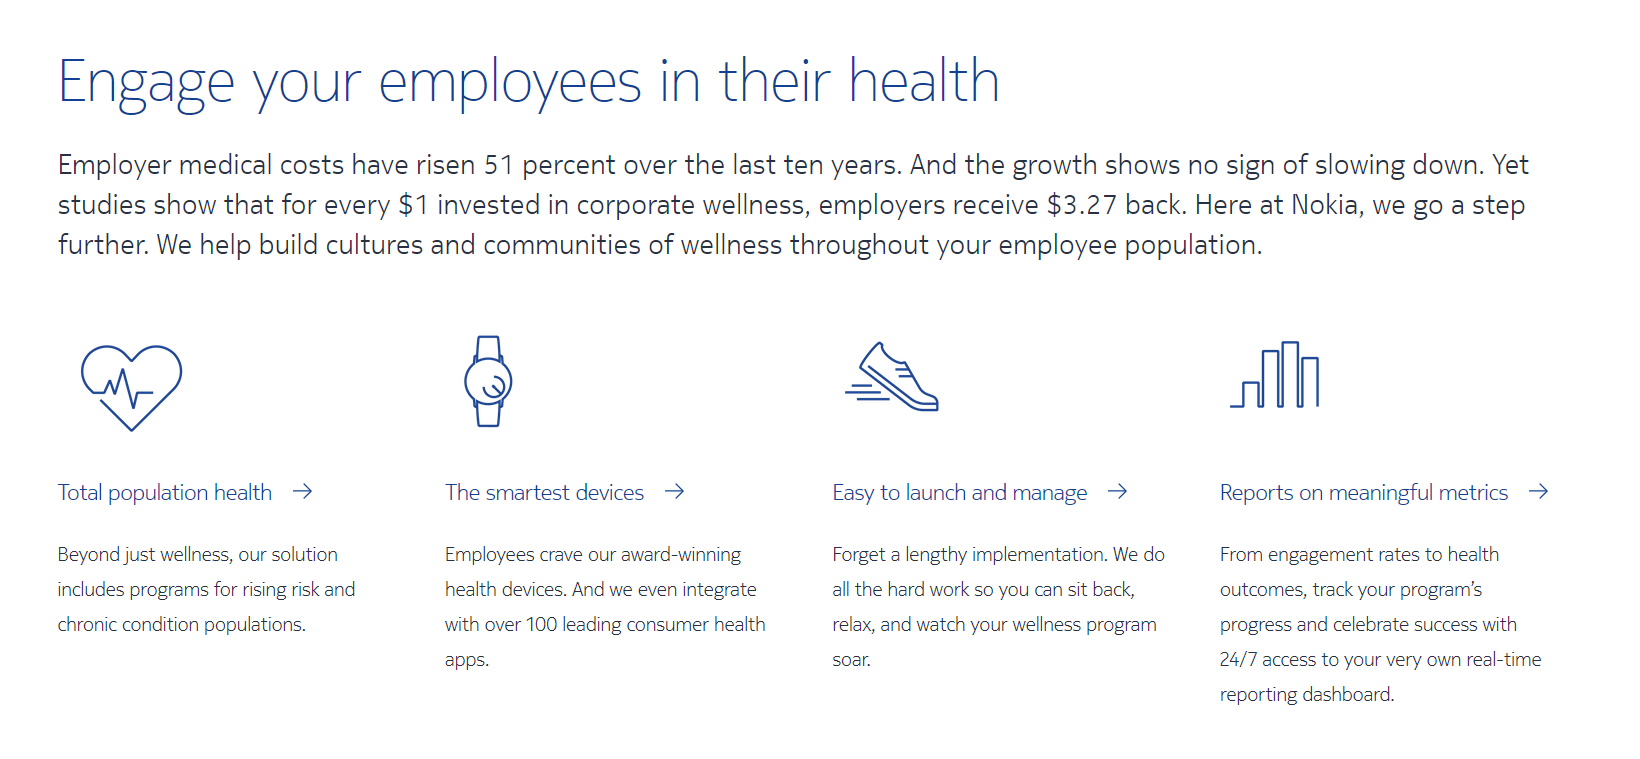 Engage your employees in their health
Employer medical costs have risen 51 percent over the last ten years. And the growth shows no sign of slowing down. Yet
studies show that for every $1 invested in corporate wellness, employers receive $3.27 back. Here at Nokia, we go a step
further. We help build cultures and communities of wellness throughout your employee population.
Total population health →
Beyond just wellness, our solution
includes programs for rising risk and
chronic condition populations.
The smartest devices →
Employees crave our award-winning
health devices. And we even integrate
with over 100 leading consumer health
apps.
Easy to launch and manage →
Forget a lengthy implementation. We do
all the hard work so you can sit back,
relax, and watch your wellness program
soar.
Reports on meaningful metrics →
From engagement rates to health
outcomes, track your program's
progress and celebrate success with
24/7 access to your very own real-time
reporting dashboard.